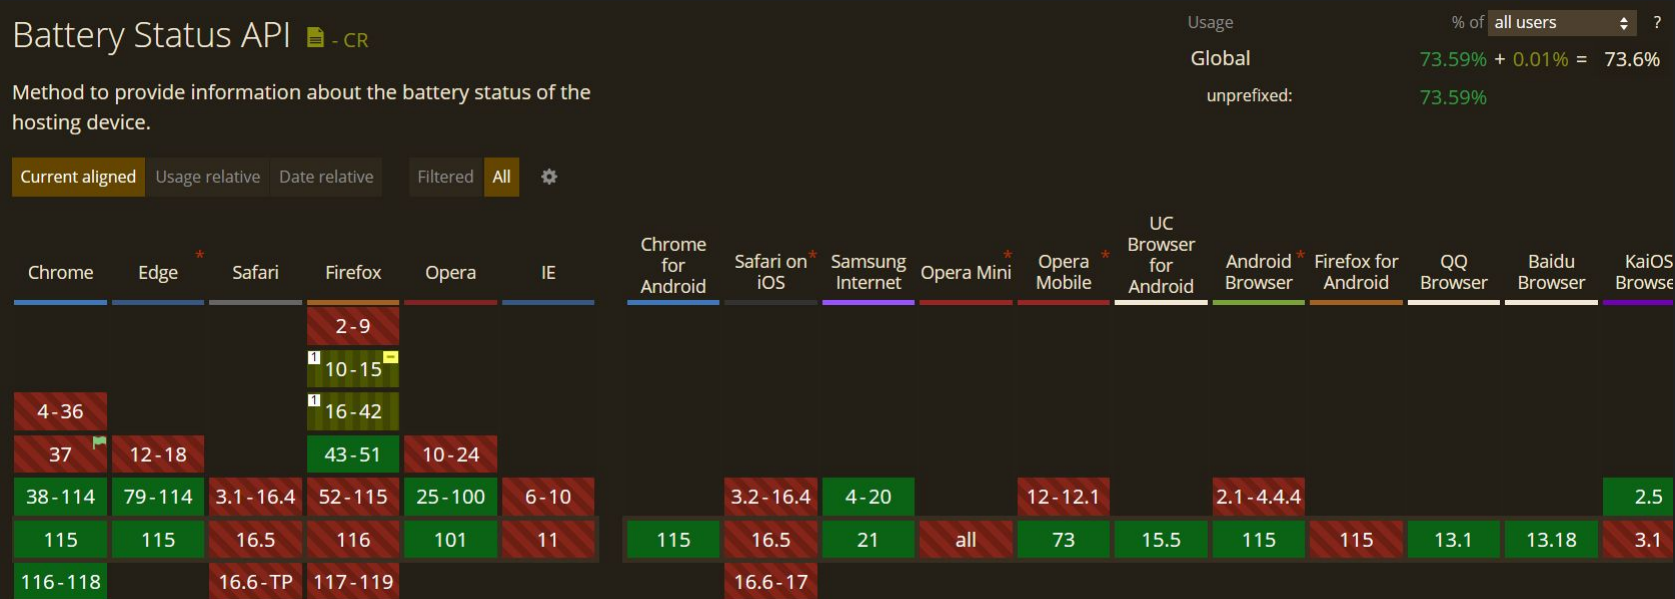 Battery Status API - CR
Usage % of all users ?
Global 73.59% + 0.01% = 73.6%
unprefixed: 73.59%
Method to provide information about the battery status of the
hosting device.
Current aligned Usage relative Date relative Filtered All
Chrome
Edge *
Safari
Firefox
Opera
IE
Chrome
for
Android
Safari on *
iOS
Samsung
Internet
Opera Mini *
Opera *
Mobile
UC
Browser
for
Android
Android *
Browser
Firefox for
Android
QQ
Browser
Baidu
Browser
KaiOS
Browse
2-9
1 10-15 -
4-36 1 16-42
37 12-18 43-51 10-24
38-114 79-114 3.1-16.4 52-115 25-100 6-10 3.2-16.4 4-20 12-12.1 2.1-4.4.4 2.5
115 115 16.5 116 101 11 115 16.5 21 all 73 15.5 115 115 13.1 13.18 3.1
116-118 16.6-TP 117-119 16.6-17